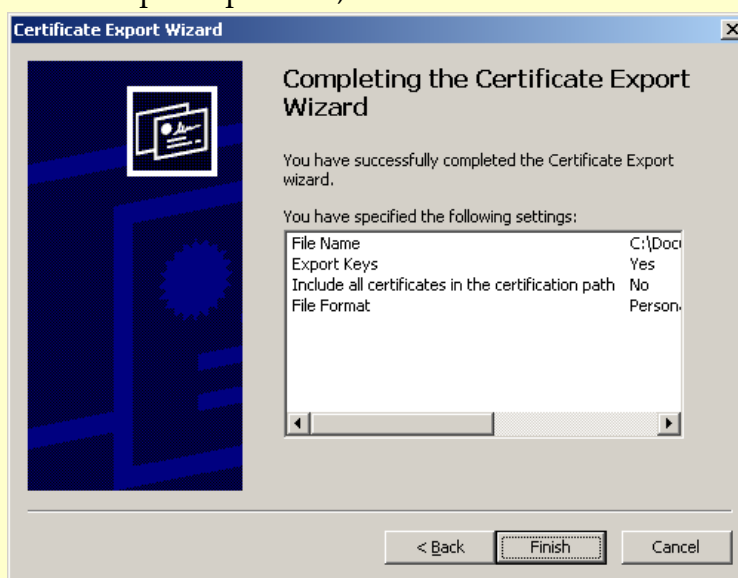 Certificate Export Wizard
Completing the Certificate Export
Wizard
You have successfully completed the Certificate Export
wizard.
You have specified the following settings:
File Name C:\Docu
Export Keys Yes
Include all certificates in the certification path No
File Format Persona
< Back Finish Cancel